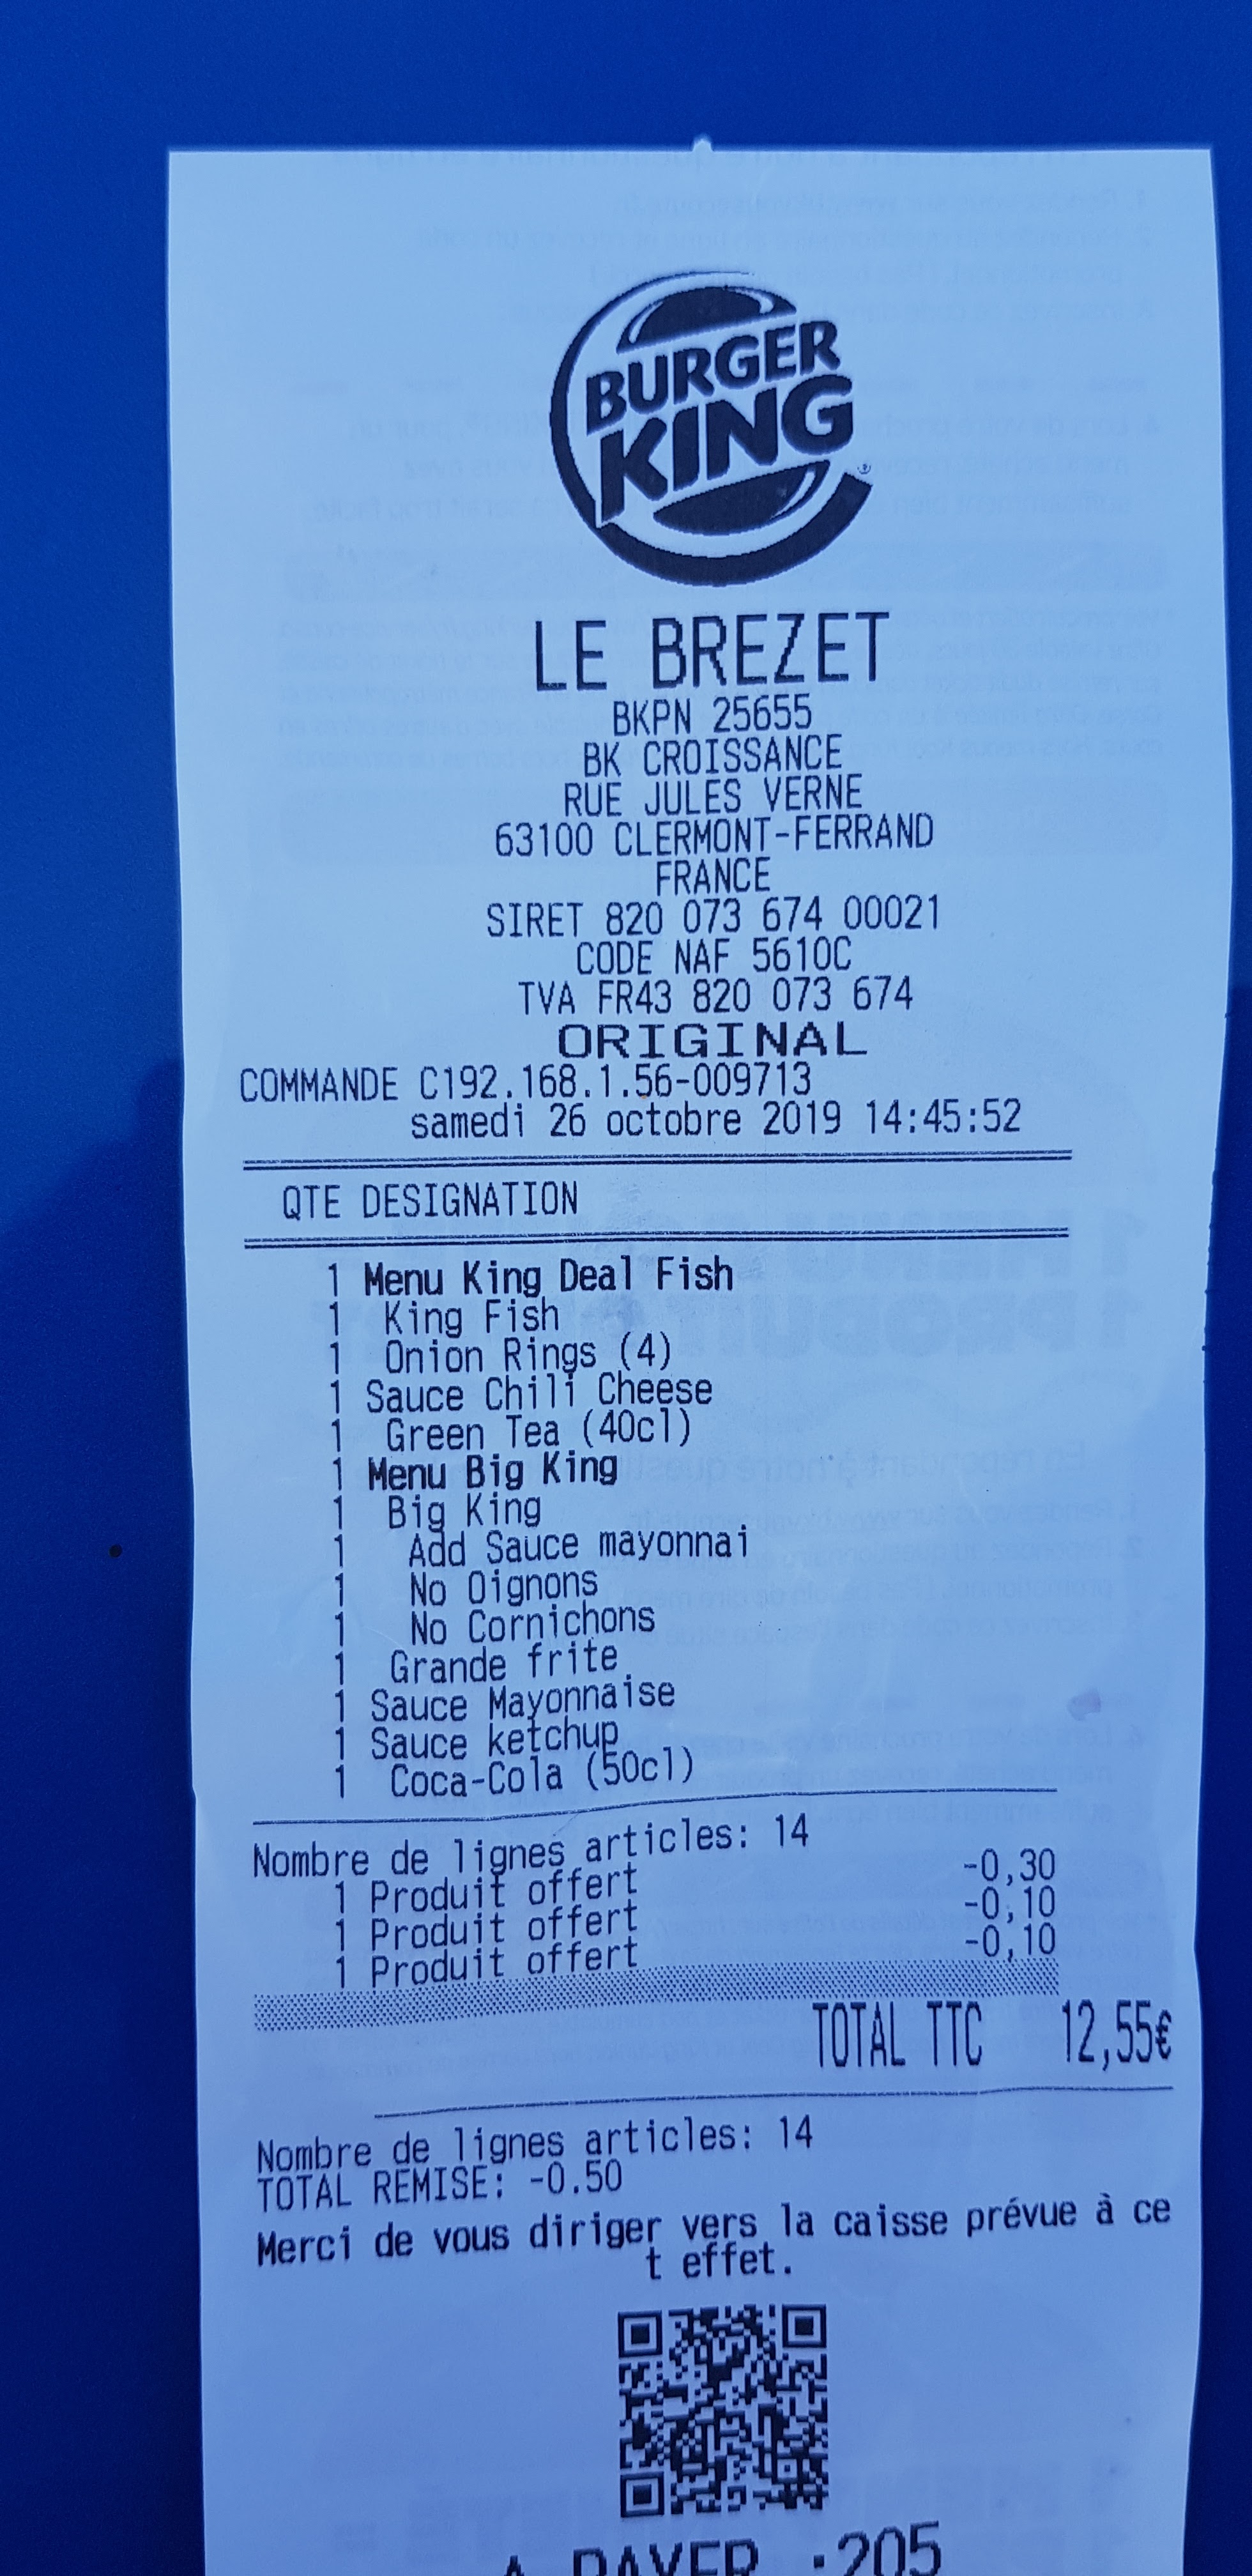 BURGER
KING
®
LE BREZET
BKPN 25655
BK CROISSANCE
RUE JULES VERNE
63100 CLERMONT-FERRAND
FRANCE
SIRET 820 073 674 00021
CODE NAF 5610C
TVA FR43 820 073 674
ORIGINAL
COMMANDE C192.168.1.56-009713
samedi 26 octobre 2019 14:45:52
QTE DESIGNATION
1 Menu King Deal Fish
1 King Fish
1 Onion Rings (4)
1 Sauce Chili Cheese
1 Green Tea (40cl)
1 Menu Big King
1 Big King
1 Add Sauce mayonnai
1 No Oignons
1 No Cornichons
1 Grande frite
1 Sauce Mayonnaise
1 Sauce ketchup
1 Coca-Cola (50cl)
Nombre de lignes articles: 14
1 Produit offert -0,30
1 Produit offert -0,10
1 Produit offert -0,10
TOTAL TTC 12,55€
Nombre de lignes articles: 14
TOTAL REMISE: -0.50
Merci de vous diriger vers la caisse prévue à ce
t effet.
A PAYER :205